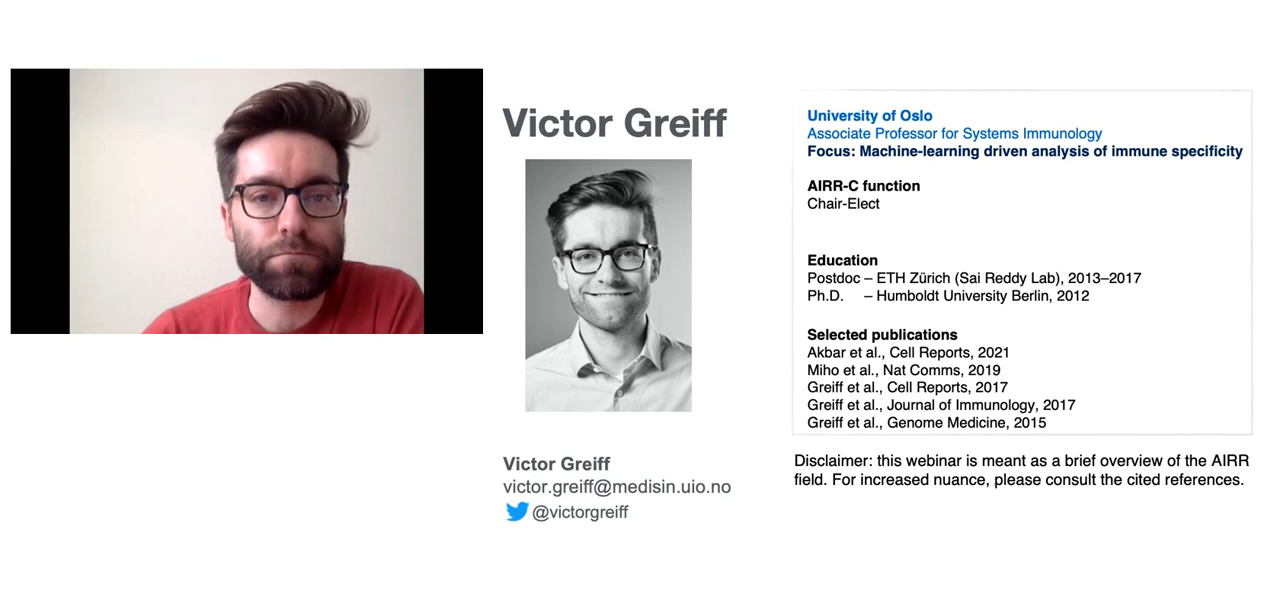 Victor Greiff
Victor Greiff
victor.greiff@medisin.uio.no
@victorgreiff
University of Oslo
Associate Professor for Systems Immunology
Focus: Machine-learning driven analysis of immune specificity
AIRR-C function
Chair-Elect
Education
Postdoc – ETH Zürich (Sai Reddy Lab), 2013–2017
Ph.D. – Humboldt University Berlin, 2012
Selected publications
Akbar et al., Cell Reports, 2021
Miho et al., Nat Comms, 2019
Greiff et al., Cell Reports, 2017
Greiff et al., Journal of Immunology, 2017
Greiff et al., Genome Medicine, 2015
Disclaimer: this webinar is meant as a brief overview of the AIRR
field. For increased nuance, please consult the cited references.